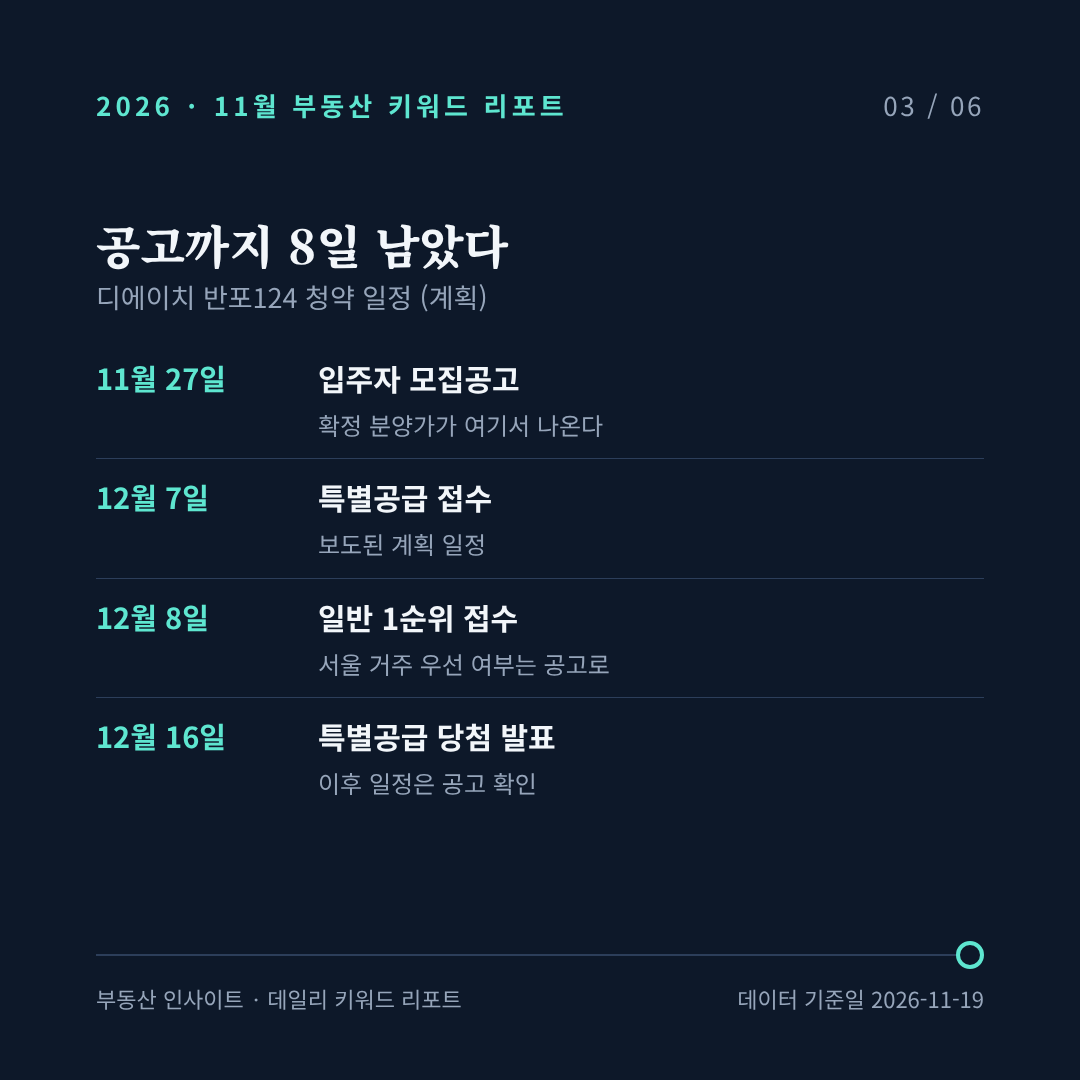 2026 · 11월 부동산 키워드 리포트
03 / 06
공고까지 8일 남았다
디에이치 반포124 청약 일정 (계획)
11월 27일
입주자 모집공고
확정 분양가가 여기서 나온다
12월 7일
특별공급 접수
보도된 계획 일정
12월 8일
일반 1순위 접수
서울 거주 우선 여부는 공고로
12월 16일
특별공급 당첨 발표
이후 일정은 공고 확인
부동산 인사이트 · 데일리 키워드 리포트
데이터 기준일 2026-11-19